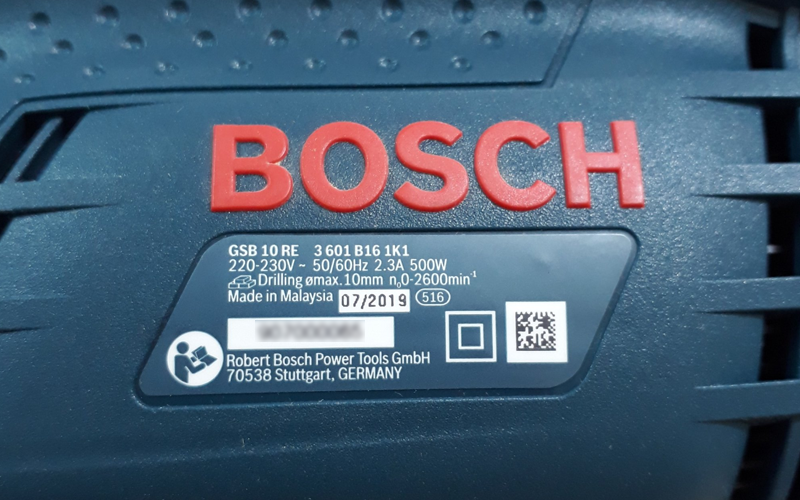 BOSCH
GSB 10 RE 3 601 B16 1K1
220-230V ~ 50/60Hz 2.3A 500W
Drilling ømax.10mm n₀0-2600min⁻¹
Made in Malaysia 07/2019 516
Robert Bosch Power Tools GmbH
70538 Stuttgart, GERMANY